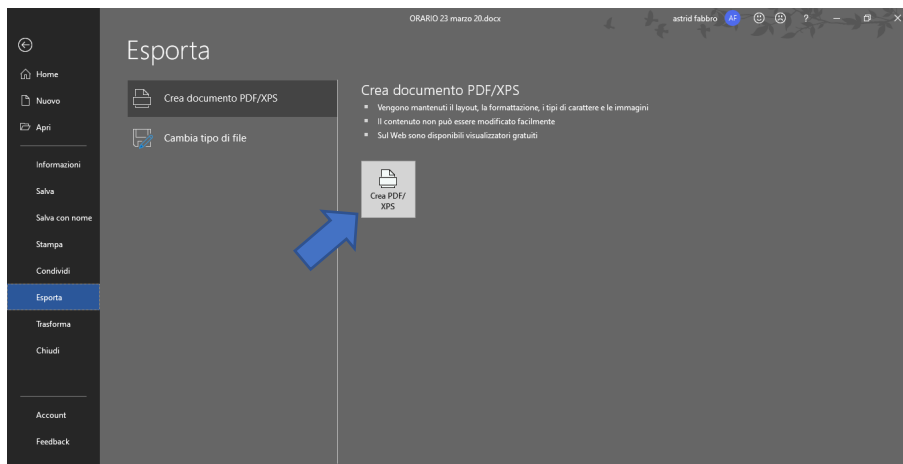 ORARIO 23 marzo 20.docx
astrid fabbro
AF
?
Esporta
Home
Nuovo
Apri
Informazioni
Salva
Salva con nome
Stampa
Condividi
Esporta
Trasforma
Chiudi
Account
Feedback
Crea documento PDF/XPS
Cambia tipo di file
Crea documento PDF/XPS
Vengono mantenuti il layout, la formattazione, i tipi di carattere e le immagini
Il contenuto non può essere modificato facilmente
Sul Web sono disponibili visualizzatori gratuiti
Crea PDF/
XPS